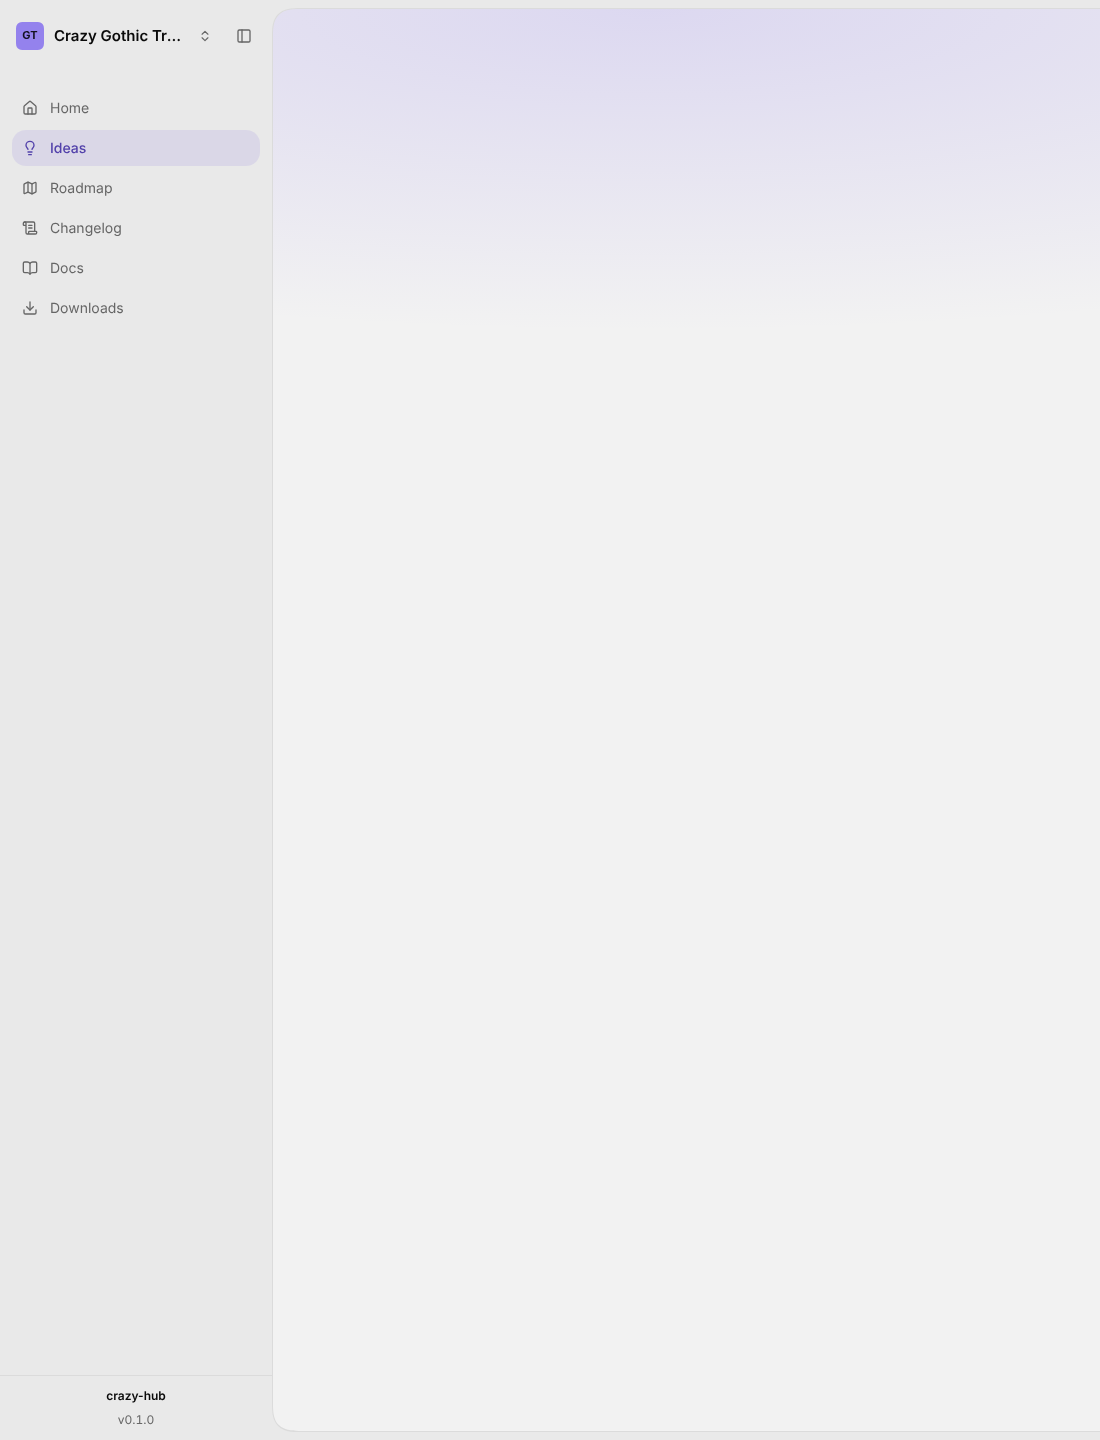 GT Crazy Gothic Tr...
Home
Ideas
Roadmap
Changelog
Docs
Downloads
crazy-hub
v0.1.0